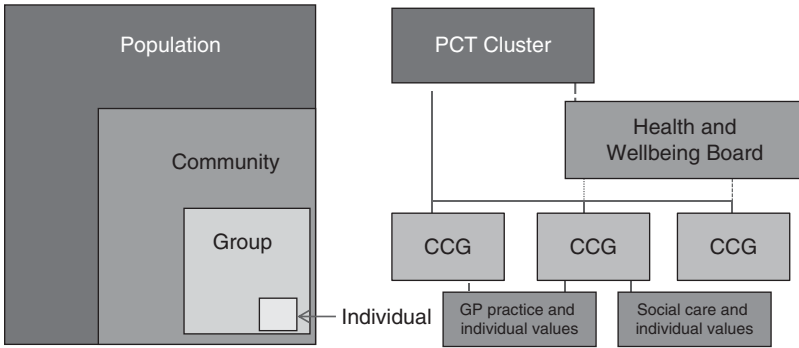 Population
Community
Group
Individual
PCT Cluster
Health and
Wellbeing Board
CCG
CCG
CCG
GP practice and
individual values
Social care and
individual values